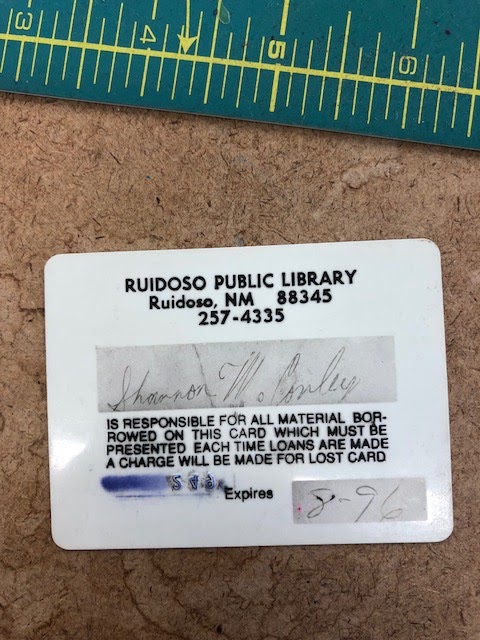 3 4 5 6
RUIDOSO PUBLIC LIBRARY
Ruidoso, NM 88345
257-4335
Shannon M. Conley
IS RESPONSIBLE FOR ALL MATERIAL BOR-
ROWED ON THIS CARD WHICH MUST BE
PRESENTED EACH TIME LOANS ARE MADE
A CHARGE WILL BE MADE FOR LOST CARD
Expires 8-96